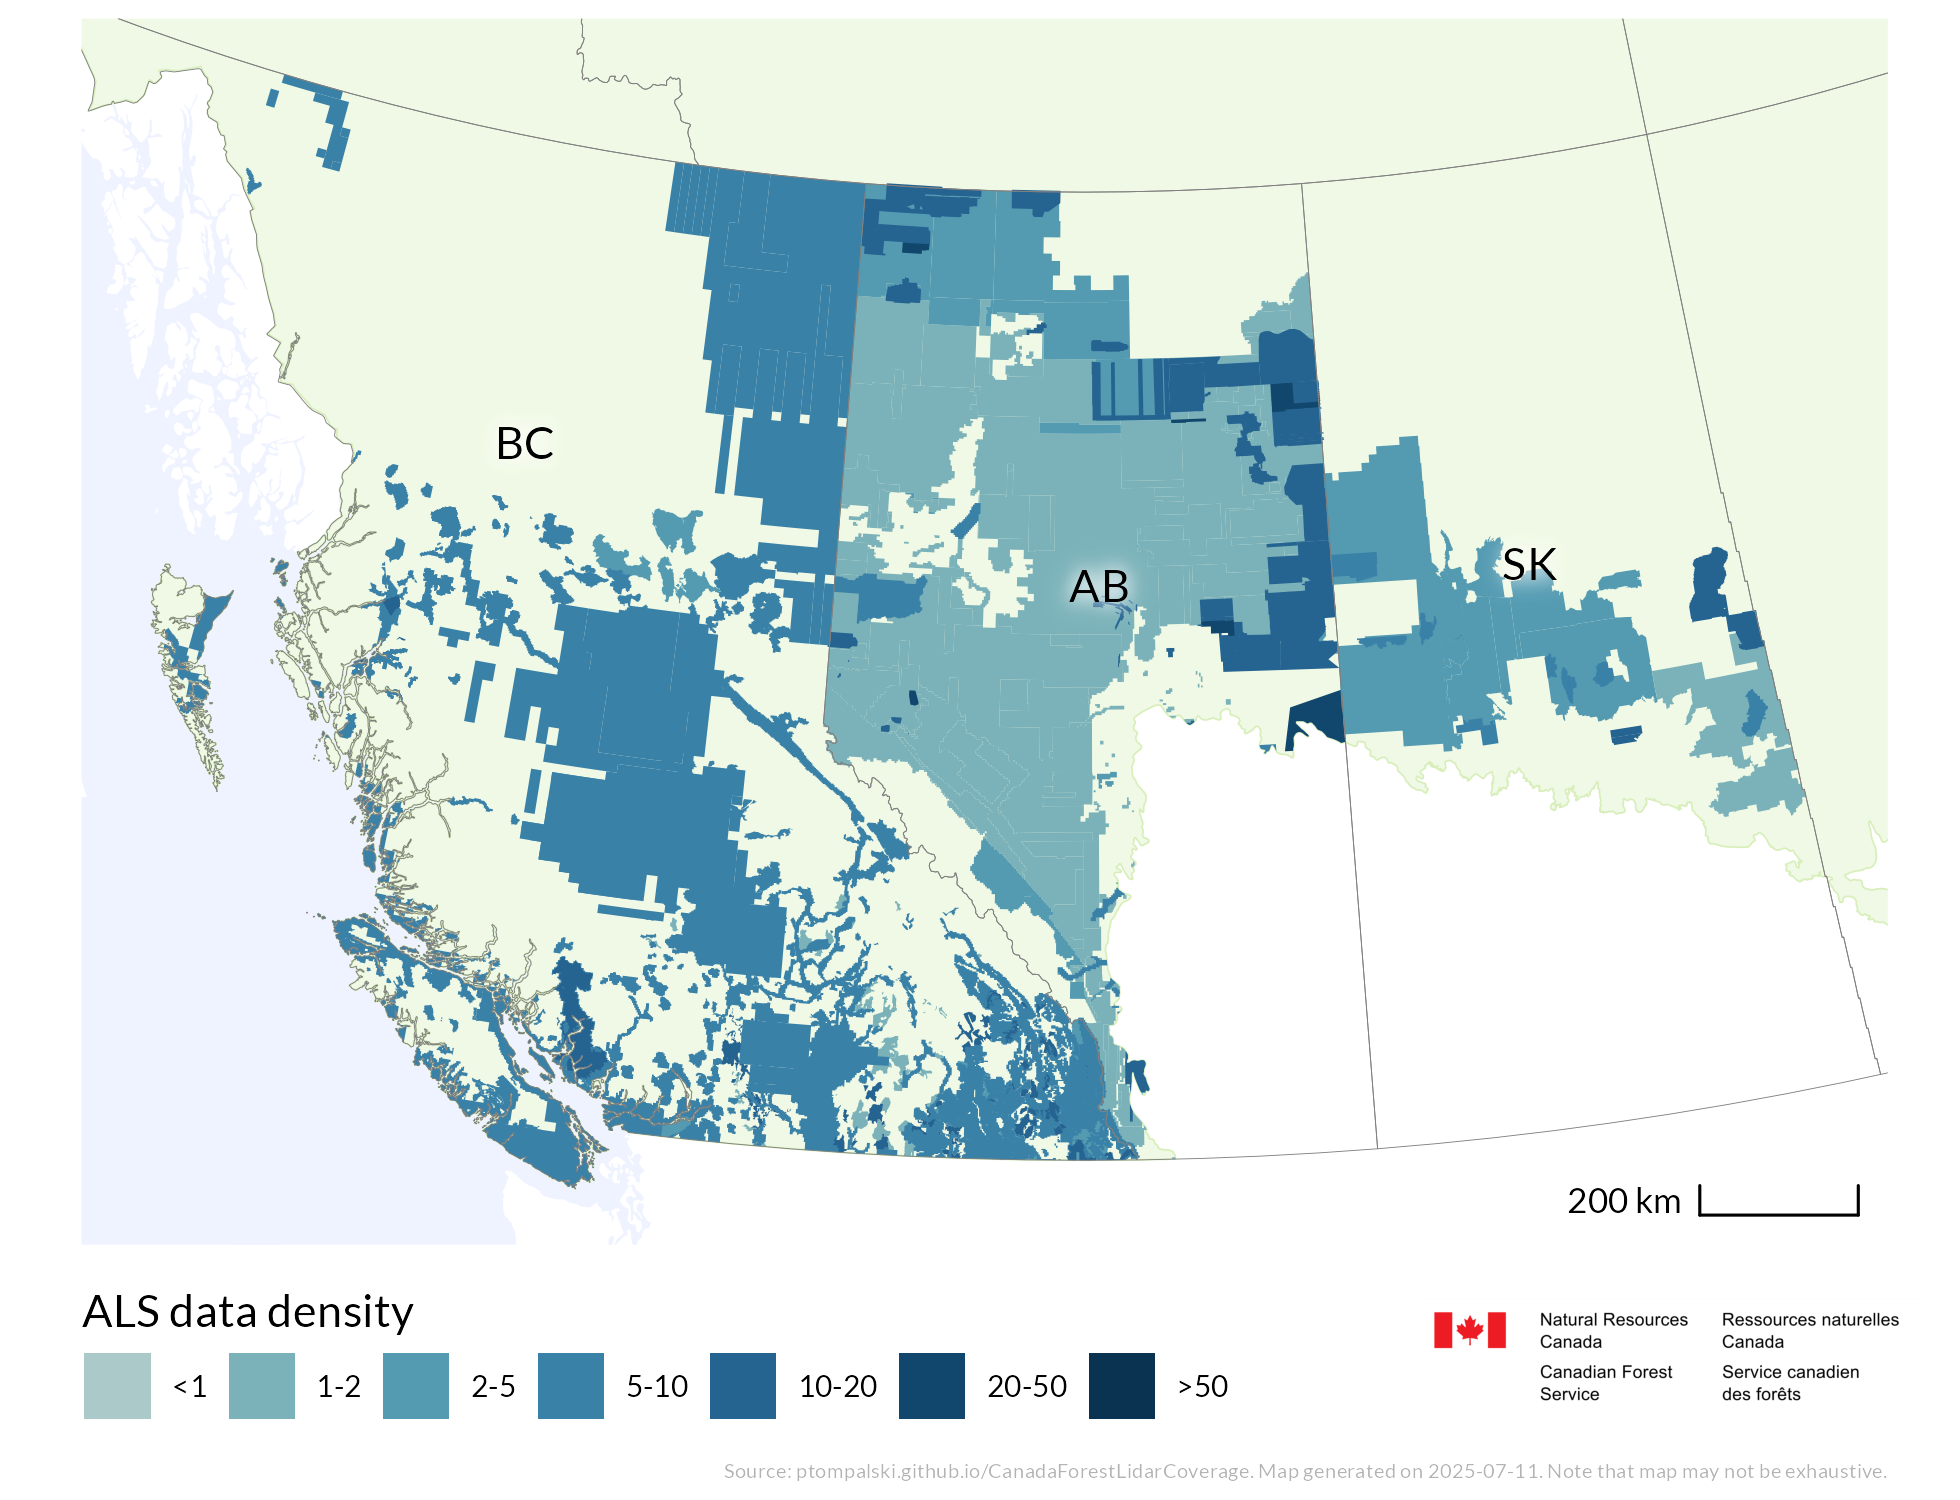 BC
AB
SK
200 km
ALS data density
<1
1-2
2-5
5-10
10-20
20-50
>50
Natural Resources
Canada
Ressources naturelles
Canada
Canadian Forest
Service
Service canadien
des forêts
Source: ptompalski.github.io/CanadaForestLidarCoverage. Map generated on 2025-07-11. Note that map may not be exhaustive.